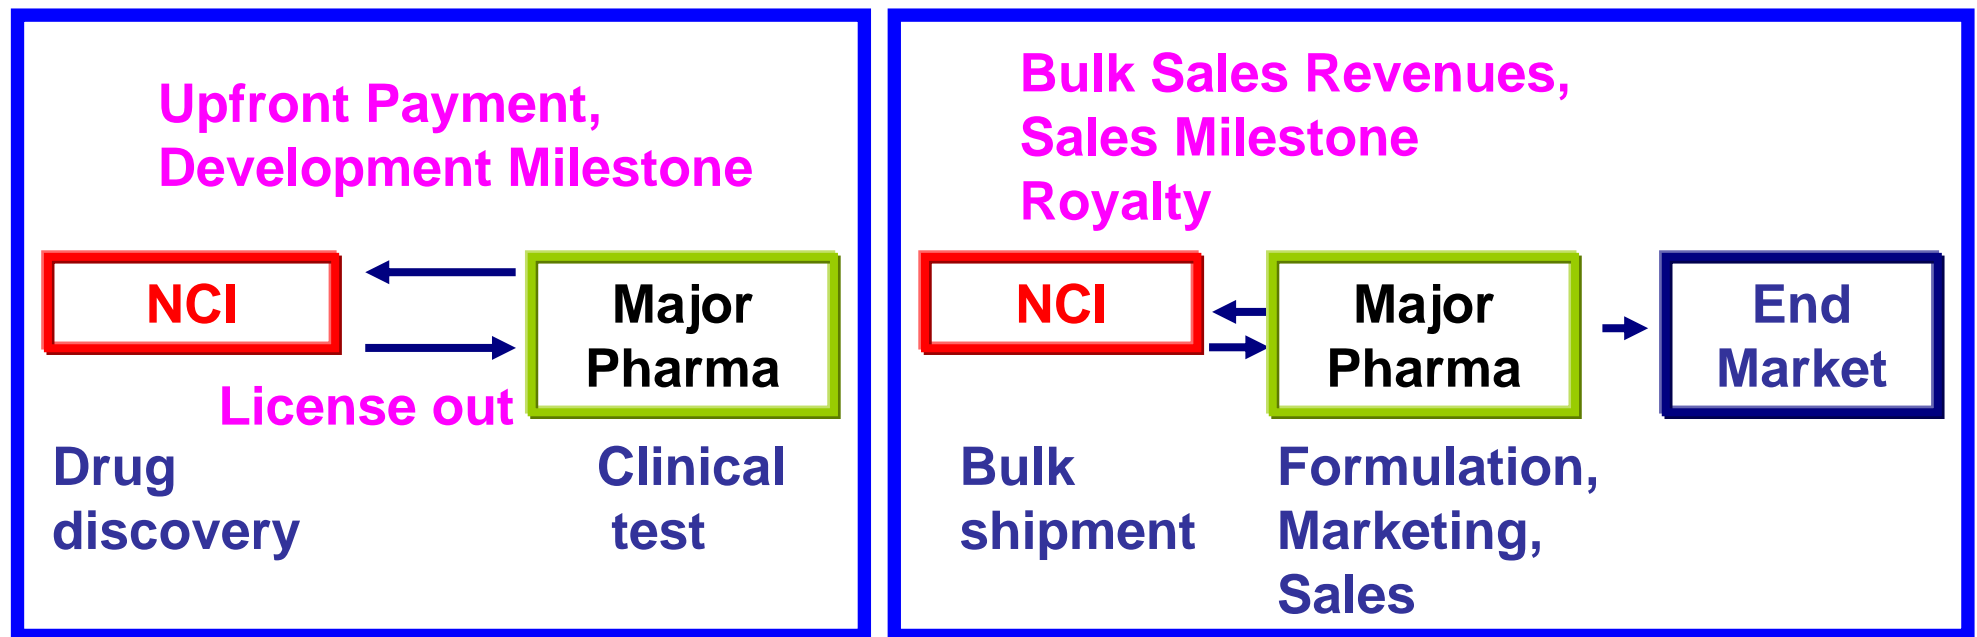 Upfront Payment,
Development Milestone
NCI
Major
Pharma
License out
Drug
discovery
Clinical
test
Bulk Sales Revenues,
Sales Milestone
Royalty
NCI
Major
Pharma
End
Market
Bulk
shipment
Formulation,
Marketing,
Sales